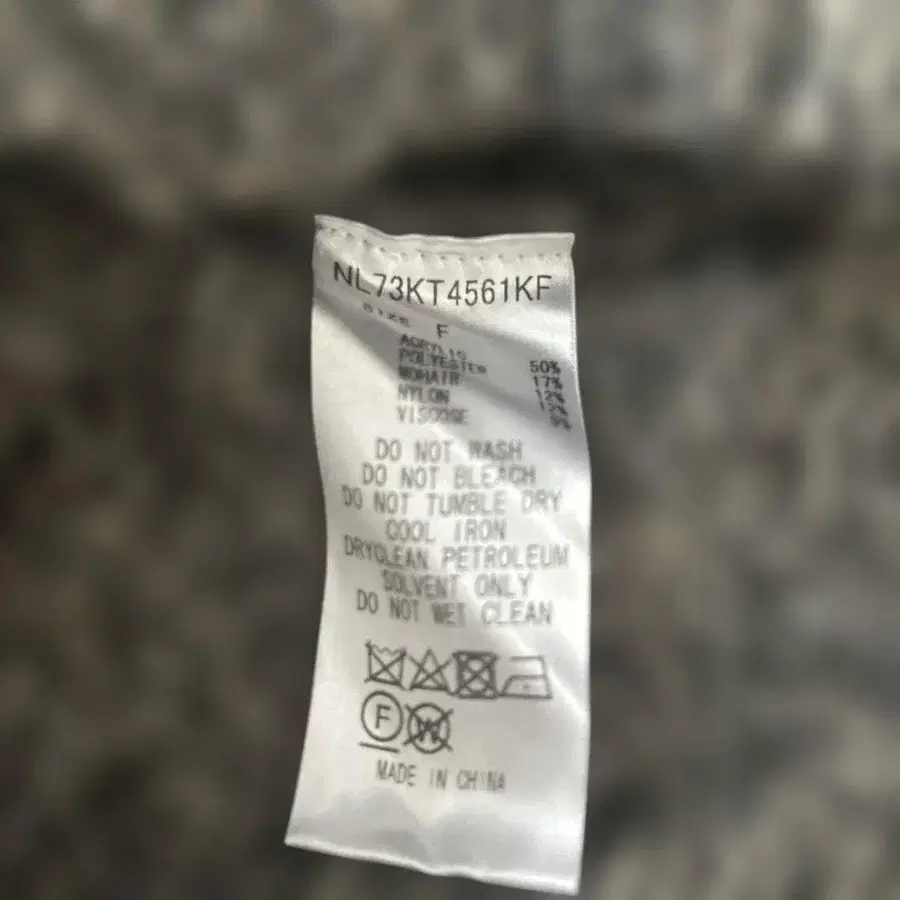 NL73KT4561KF
SIZE F
ACRYLIC 50%
POLYESTER 17%
MOHAIR 12%
NYLON 12%
VISCOSE 9%
DO NOT WASH
DO NOT BLEACH
DO NOT TUMBLE DRY
COOL IRON
DRYCLEAN PETROLEUM
SOLVENT ONLY
DO NOT WET CLEAN
F W
MADE IN CHINA